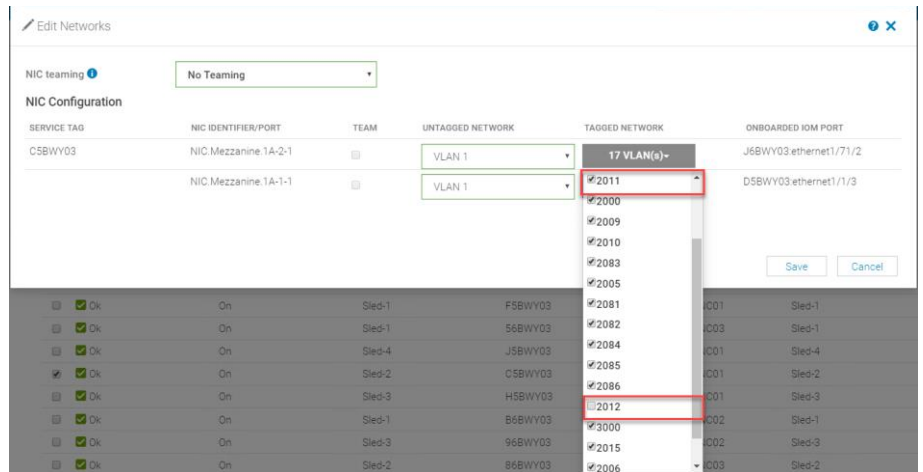 Edit Networks
NIC teaming
No Teaming
NIC Configuration
SERVICE TAG NIC IDENTIFIER/PORT TEAM UNTAGGED NETWORK TAGGED NETWORK ONBOARDED IOM PORT
C5BWY03 NIC.Mezzanine.1A-2-1 VLAN 1 17 VLAN(s) J6BWY03:ethernet1/71/2
NIC.Mezzanine.1A-1-1 VLAN 1 D5BWY03:ethernet1/1/3
2011
2000
2009
2010
2083
2005
2081
2082
2084
2085
2086
2012
3000
2015
2006
Save Cancel
Ok On Sled-1 F5BWY03 C01 Sled-1
Ok On Sled-1 56BWY03 C03 Sled-1
Ok On Sled-4 J5BWY03 C01 Sled-4
Ok On Sled-2 C5BWY03 C01 Sled-2
Ok On Sled-3 H5BWY03 C01 Sled-3
Ok On Sled-1 B6BWY03 C02 Sled-1
Ok On Sled-3 96BWY03 C02 Sled-3
Ok On Sled-2 86BWY03 C03 Sled-2